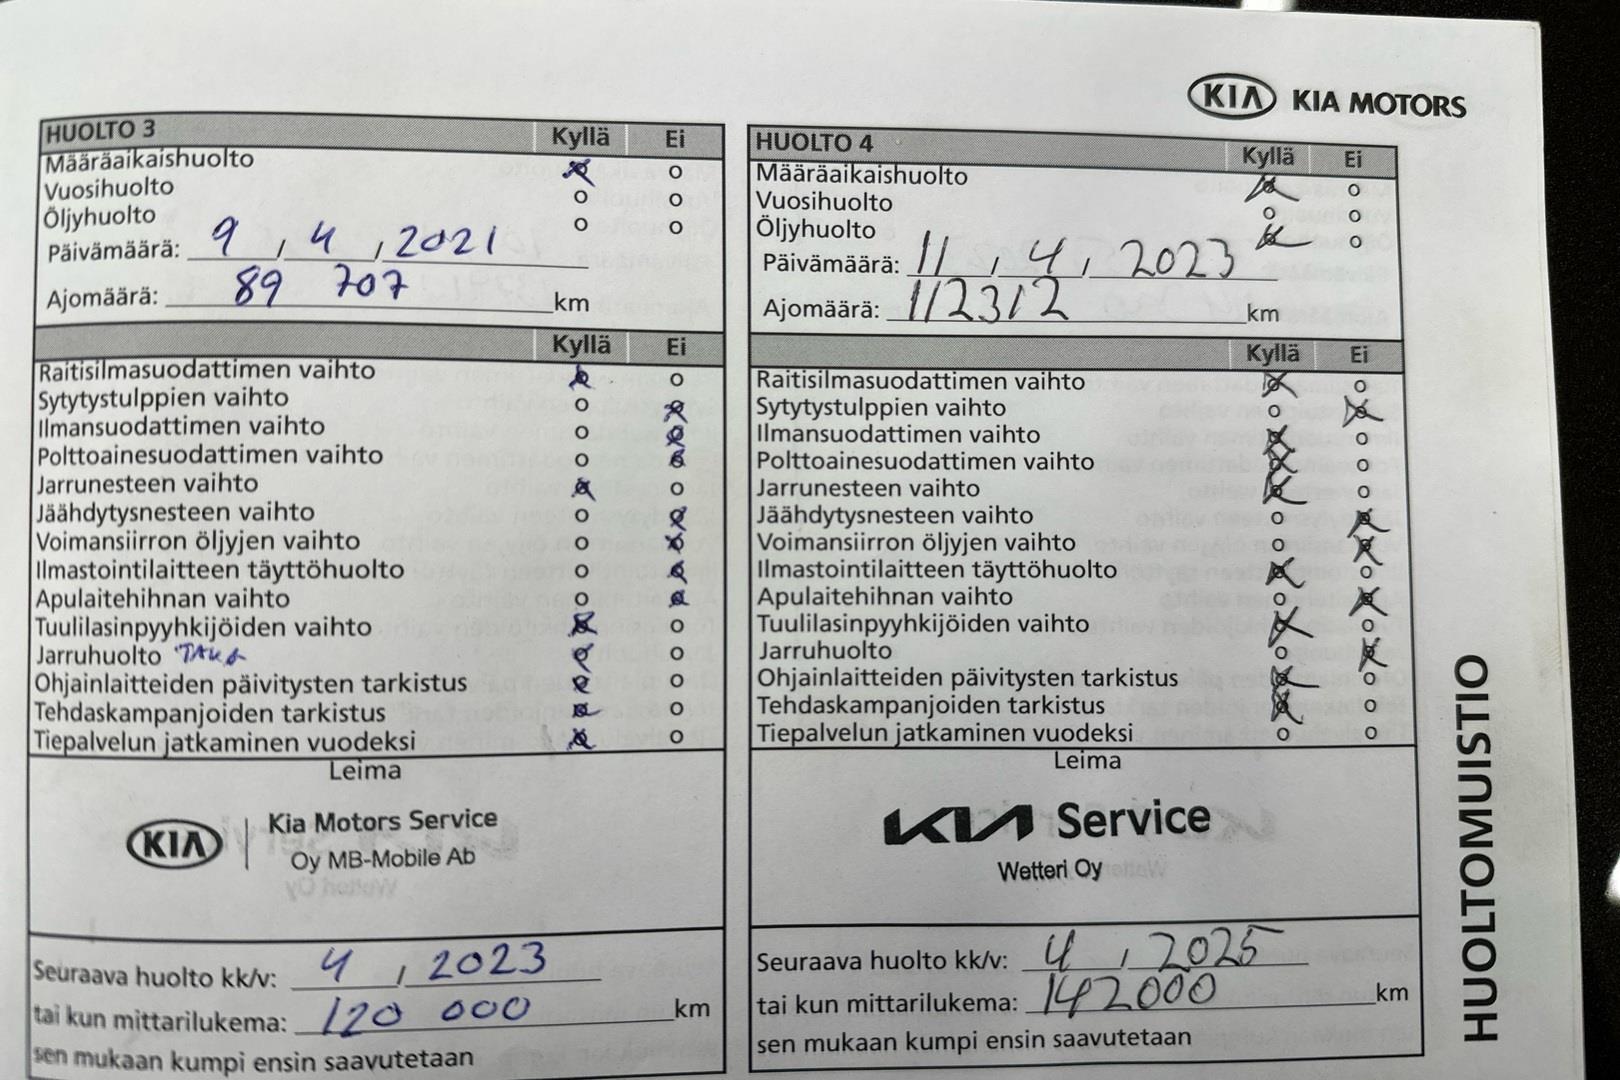 KIA KIA MOTORS
HUOLTO 3 Kyllä Ei
Määräaikaishuolto
Vuosihuolto
Öljyhuolto
Päivämäärä: 9 / 4 / 2021
Ajomäärä: 89 707 km
Kyllä Ei
Raitisilmasuodattimen vaihto
Sytytystulppien vaihto
Ilmansuodattimen vaihto
Polttoainesuodattimen vaihto
Jarrunesteen vaihto
Jäähdytysnesteen vaihto
Voimansiirron öljyjen vaihto
Ilmastointilaitteen täyttöhuolto
Apulaitehihnan vaihto
Tuulilasinpyyhkijöiden vaihto
Jarruhuolto TAKA
Ohjainlaitteiden päivitysten tarkistus
Tehdaskampanjoiden tarkistus
Tiepalvelun jatkaminen vuodeksi
Leima
KIA Kia Motors Service
Oy MB-Mobile Ab
Seuraava huolto kk/v: 4 / 2023
tai kun mittarilukema: 120 000 km
sen mukaan kumpi ensin saavutetaan
HUOLTO 4 Kyllä Ei
Määräaikaishuolto
Vuosihuolto
Öljyhuolto
Päivämäärä: 11 / 4 / 2023
Ajomäärä: 112312 km
Kyllä Ei
Raitisilmasuodattimen vaihto
Sytytystulppien vaihto
Ilmansuodattimen vaihto
Polttoainesuodattimen vaihto
Jarrunesteen vaihto
Jäähdytysnesteen vaihto
Voimansiirron öljyjen vaihto
Ilmastointilaitteen täyttöhuolto
Apulaitehihnan vaihto
Tuulilasinpyyhkijöiden vaihto
Jarruhuolto
Ohjainlaitteiden päivitysten tarkistus
Tehdaskampanjoiden tarkistus
Tiepalvelun jatkaminen vuodeksi
Leima
KIA Service
Wetteri Oy
Seuraava huolto kk/v: 4 / 2025
tai kun mittarilukema: 142000 km
sen mukaan kumpi ensin saavutetaan
HUOLTOMUISTIO